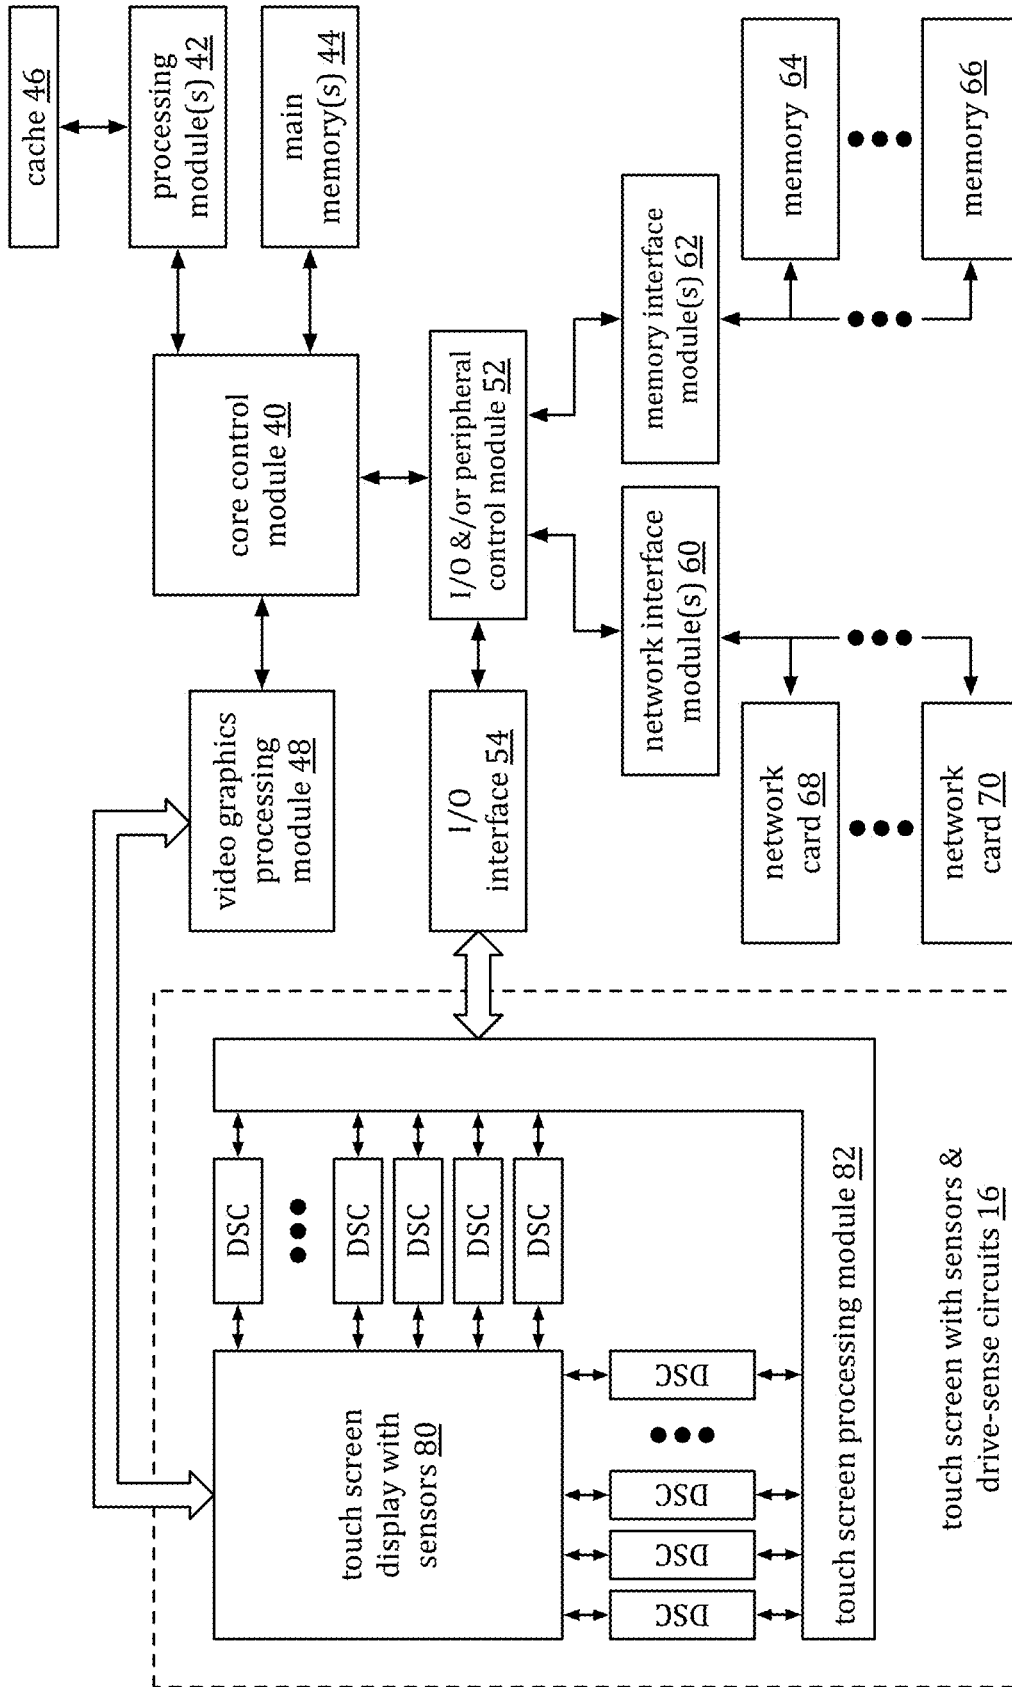 cache 46
processing
module(s) 42
main
memory(s) 44
core control
module 40
video graphics
processing
module 48
I/O &/or peripheral
control module 52
I/O
interface 54
memory interface
module(s) 62
network interface
module(s) 60
memory 64
memory 66
network
card 68
network
card 70
touch screen
display with
sensors 80
DSC
DSC
DSC
DSC
DSC
DSC
DSC
DSC
DSC
touch screen processing module 82
touch screen with sensors &
drive-sense circuits 16